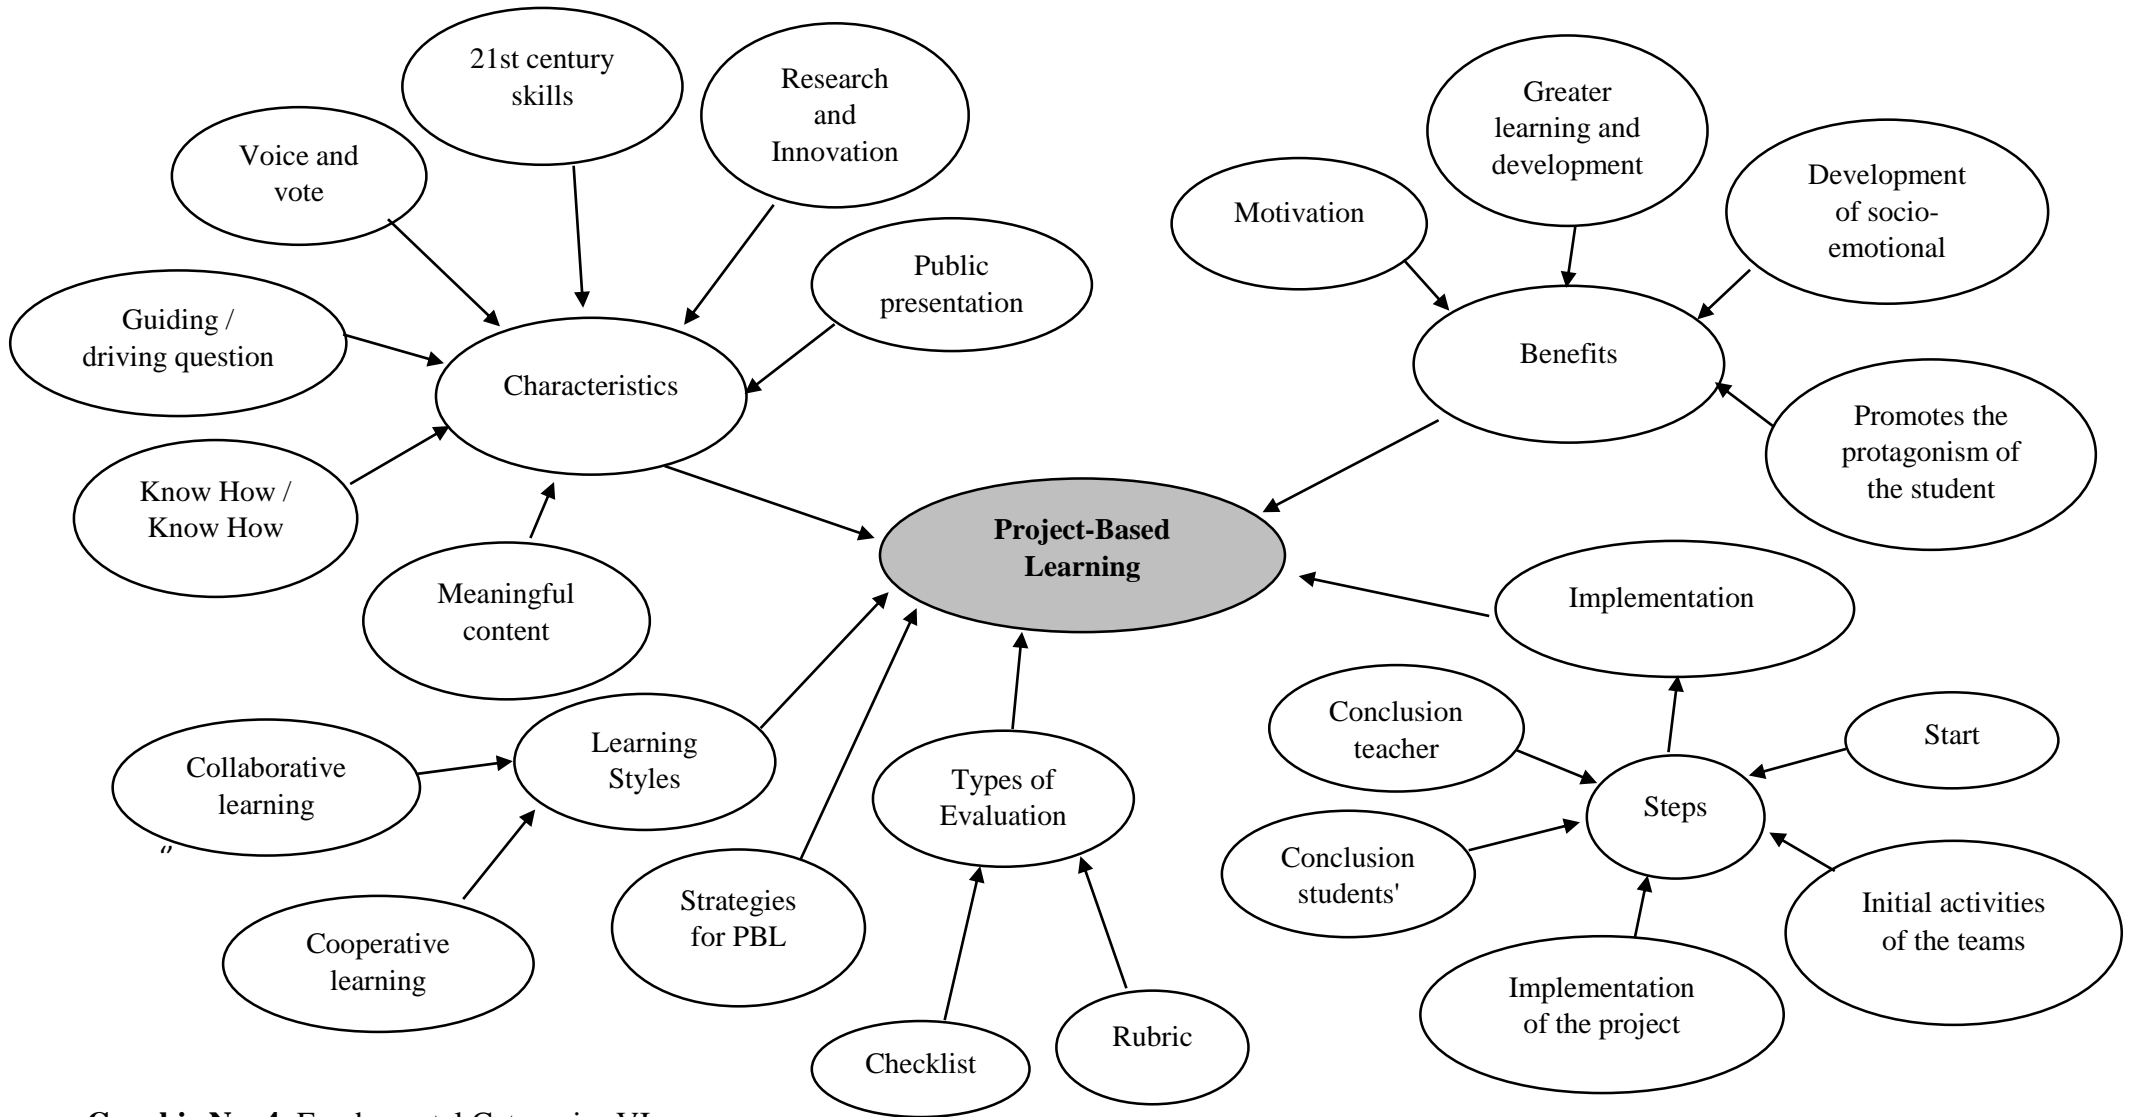 21st century
skills
Research
and
Innovation
Voice and
vote
Public
presentation
Guiding /
driving question
Characteristics
Know How /
Know How
Meaningful
content
Greater
learning and
development
Motivation
Development
of socio-
emotional
Benefits
Promotes the
protagonism of
the student
Project-Based
Learning
Implementation
Conclusion
teacher
Start
Steps
Conclusion
students'
Initial activities
of the teams
Implementation
of the project
Learning
Styles
Collaborative
learning
“
Cooperative
learning
Strategies
for PBL
Types of
Evaluation
Checklist
Rubric